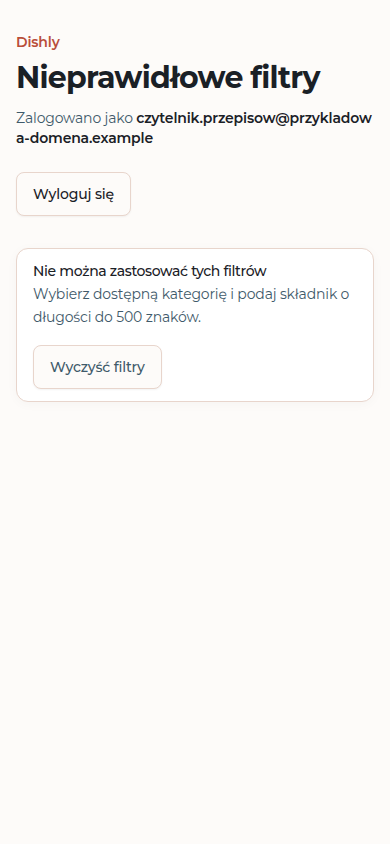 Dishly
Nieprawidłowe filtry
Zalogowano jako czytelnik.przepisow@przykladow
a-domena.example
Wyloguj się
Nie można zastosować tych filtrów
Wybierz dostępną kategorię i podaj składnik o
długości do 500 znaków.
Wyczyść filtry